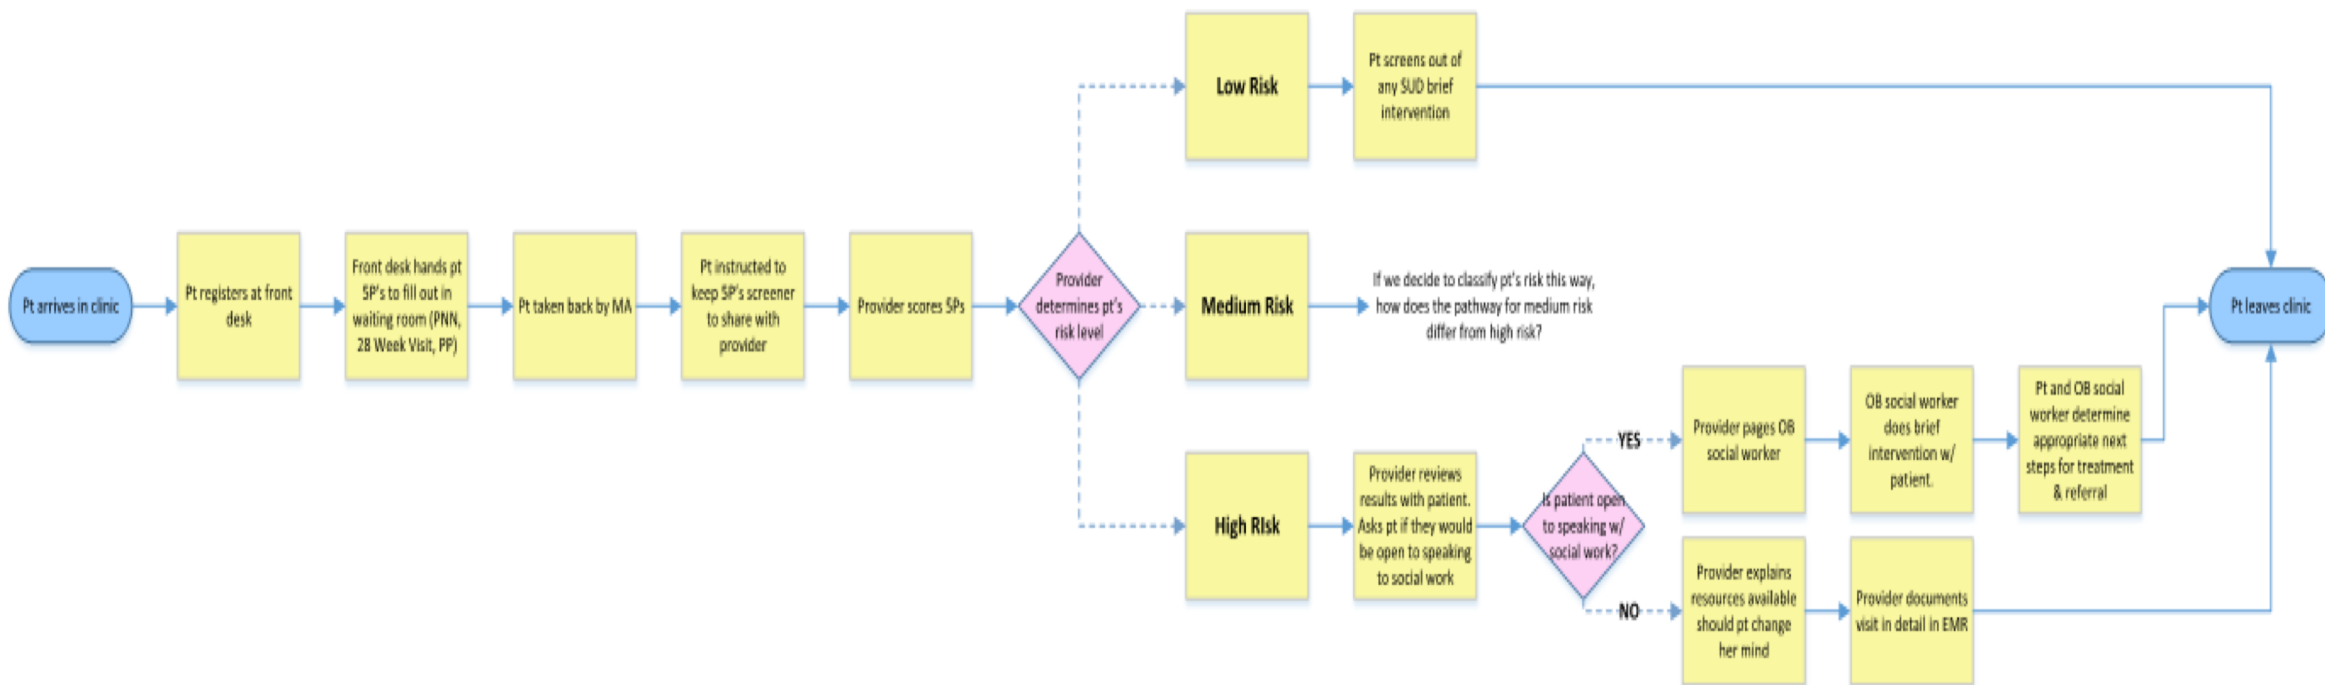 Pt arrives in clinic
Pt registers at front
desk
Front desk hands pt
5P's to fill out in
waiting room (PNN,
28 Week Visit, PP)
Pt taken back by MA
Pt instructed to
keep 5P's screener
to share with
provider
Provider scores 5Ps
Provider
determines pt's
risk level
Low Risk
Pt screens out of
any SUD brief
intervention
Medium Risk
If we decide to classify pt's risk this way,
how does the pathway for medium risk
differ from high risk?
High RIsk
Provider reviews
results with patient.
Asks pt if they would
be open to speaking
to social work
Is patient open
to speaking w/
social work?
YES
Provider pages OB
social worker
OB social worker
does brief
intervention w/
patient.
Pt and OB social
worker determine
appropriate next
steps for treatment
& referral
NO
Provider explains
resources available
should pt change
her mind
Provider documents
visit in detail in EMR
Pt leaves clinic